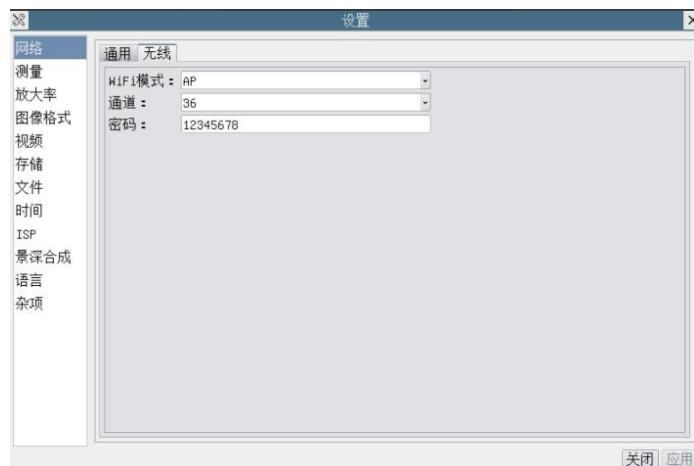 设置
网络
测量
放大率
图像格式
视频
存储
文件
时间
ISP
景深合成
语言
杂项
通用 无线
WiFi模式： AP
通道： 36
密码： 12345678
关闭 应用